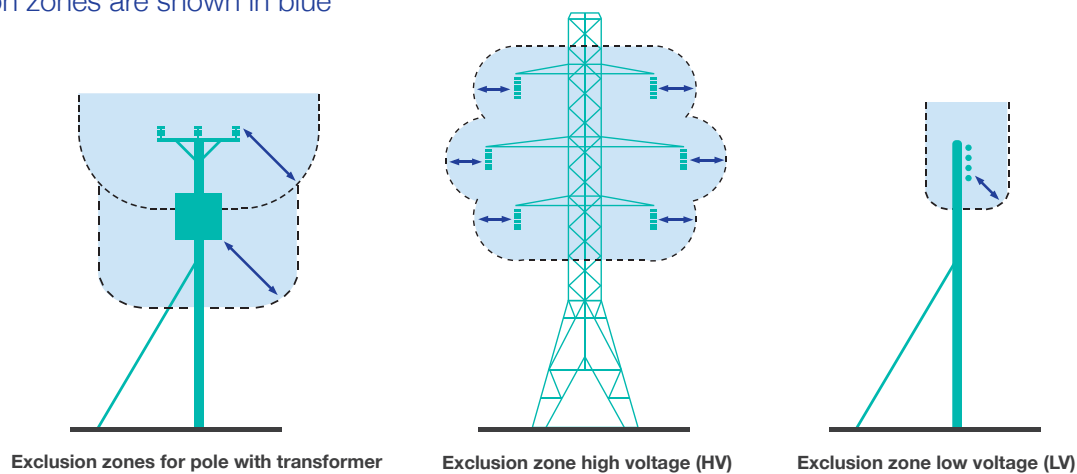 on zones are shown in blue
Exclusion zones for pole with transformer
Exclusion zone high voltage (HV)
Exclusion zone low voltage (LV)